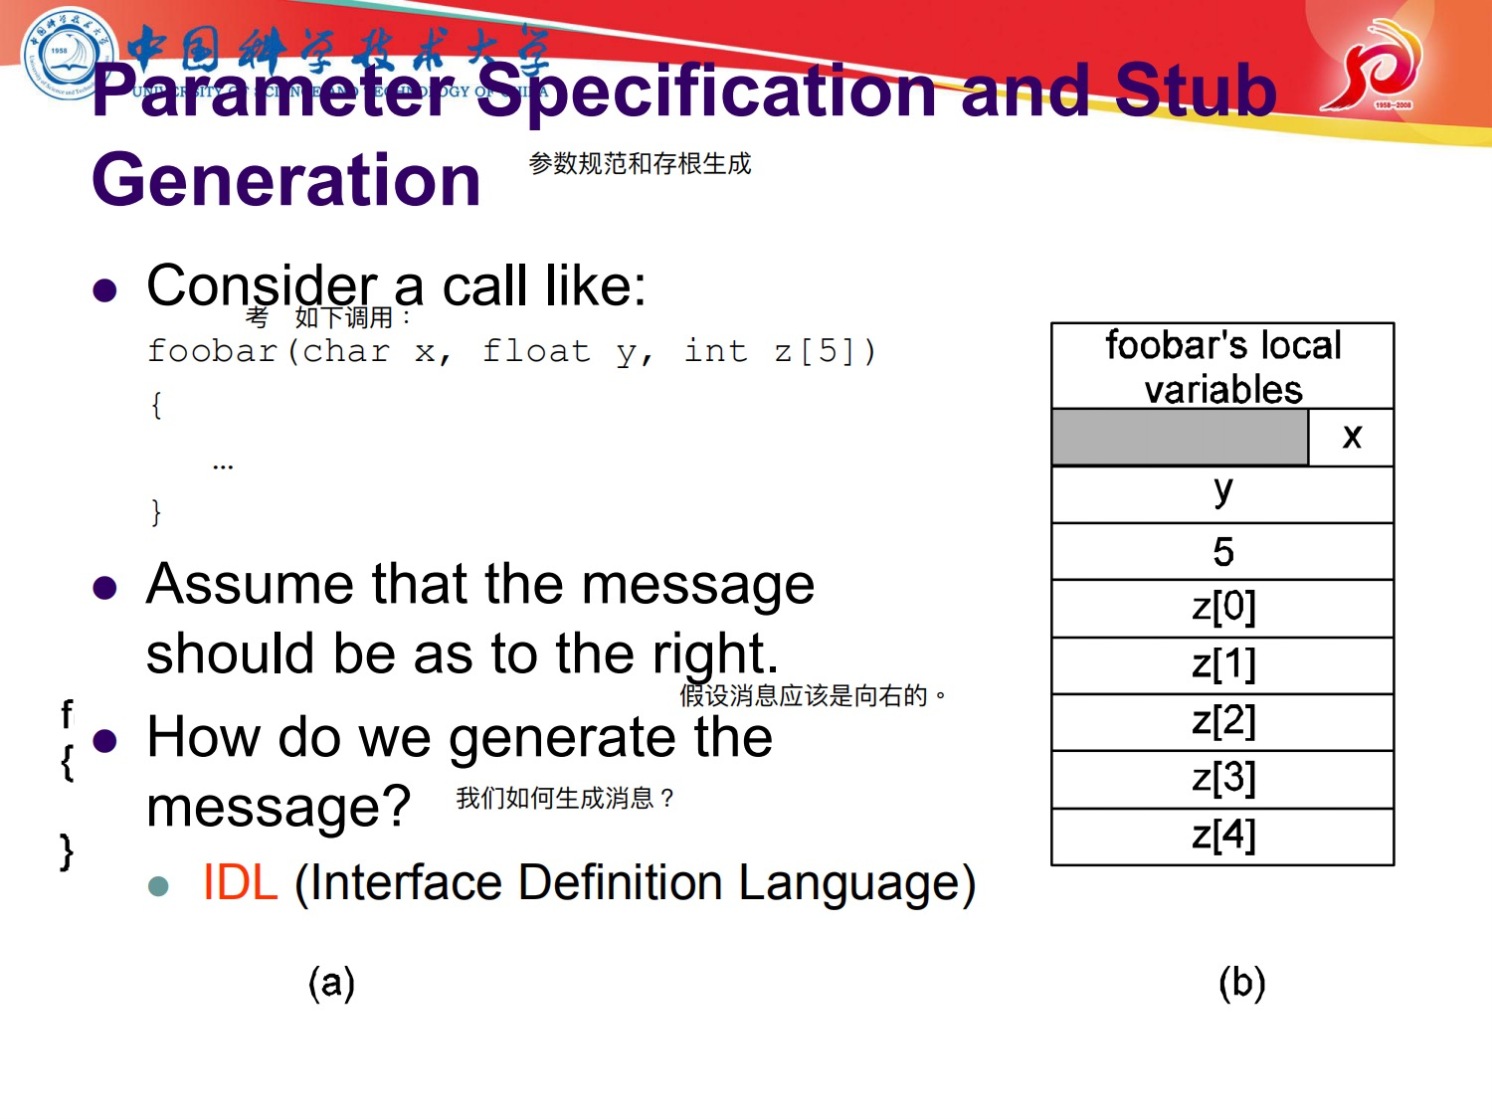 中国科学技术大学
UNIVERSITY OF SCIENCE AND TECHNOLOGY OF CHINA
1958
1958-2008
Parameter Specification and Stub
Generation
参数规范和存根生成
Consider a call like:
考 如下调用：
foobar(char x, float y, int z[5])
{
…
}
Assume that the message
should be as to the right.
假设消息应该是向右的。
How do we generate the
message?
我们如何生成消息？
IDL (Interface Definition Language)
f
{
}
(a)
foobar's local
variables
x
y
5
z[0]
z[1]
z[2]
z[3]
z[4]
(b)